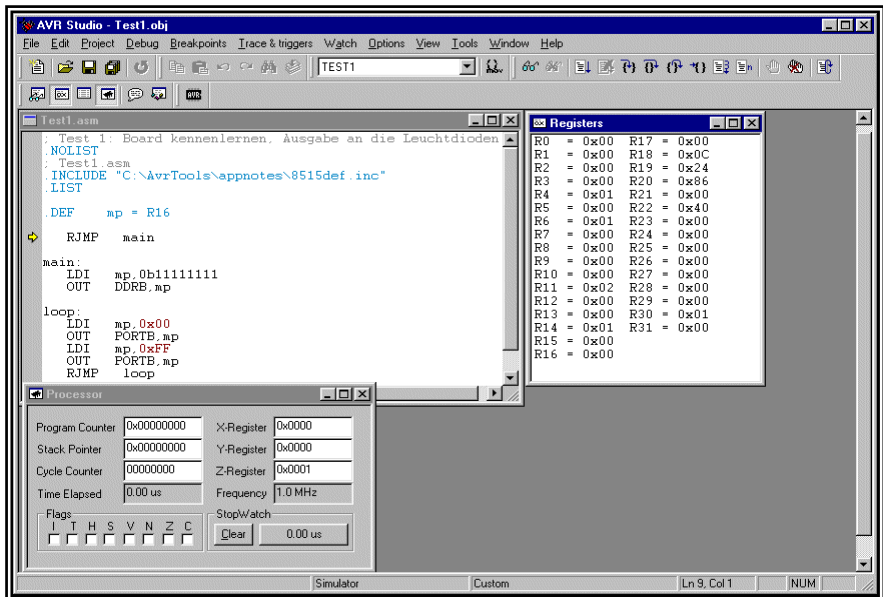 AVR Studio - Test1.obj
File Edit Project Debug Breakpoints Trace & triggers Watch Options View Tools Window Help
TEST1
AVR
Test1.asm
; Test 1: Board kennenlernen, Ausgabe an die Leuchtdioden
.NOLIST
; Test1.asm
.INCLUDE "C:\AvrTools\appnotes\8515def.inc"
.LIST
.DEF mp = R16
RJMP main
main:
LDI mp,0b11111111
OUT DDRB,mp
loop:
LDI mp,0x00
OUT PORTB,mp
LDI mp,0xFF
OUT PORTB,mp
RJMP loop
Registers
R0 = 0x00 R17 = 0x00
R1 = 0x00 R18 = 0x0C
R2 = 0x00 R19 = 0x24
R3 = 0x00 R20 = 0x86
R4 = 0x01 R21 = 0x00
R5 = 0x00 R22 = 0x40
R6 = 0x01 R23 = 0x00
R7 = 0x00 R24 = 0x00
R8 = 0x00 R25 = 0x00
R9 = 0x00 R26 = 0x00
R10 = 0x00 R27 = 0x00
R11 = 0x02 R28 = 0x00
R12 = 0x00 R29 = 0x00
R13 = 0x00 R30 = 0x01
R14 = 0x01 R31 = 0x00
R15 = 0x00
R16 = 0x00
Processor
Program Counter 0x00000000 X-Register 0x0000
Stack Pointer 0x00000000 Y-Register 0x0000
Cycle Counter 00000000 Z-Register 0x0001
Time Elapsed 0.00 us Frequency 1.0 MHz
Flags StopWatch
I T H S V N Z C
Clear 0.00 us
Simulator Custom Ln 9, Col 1 NUM